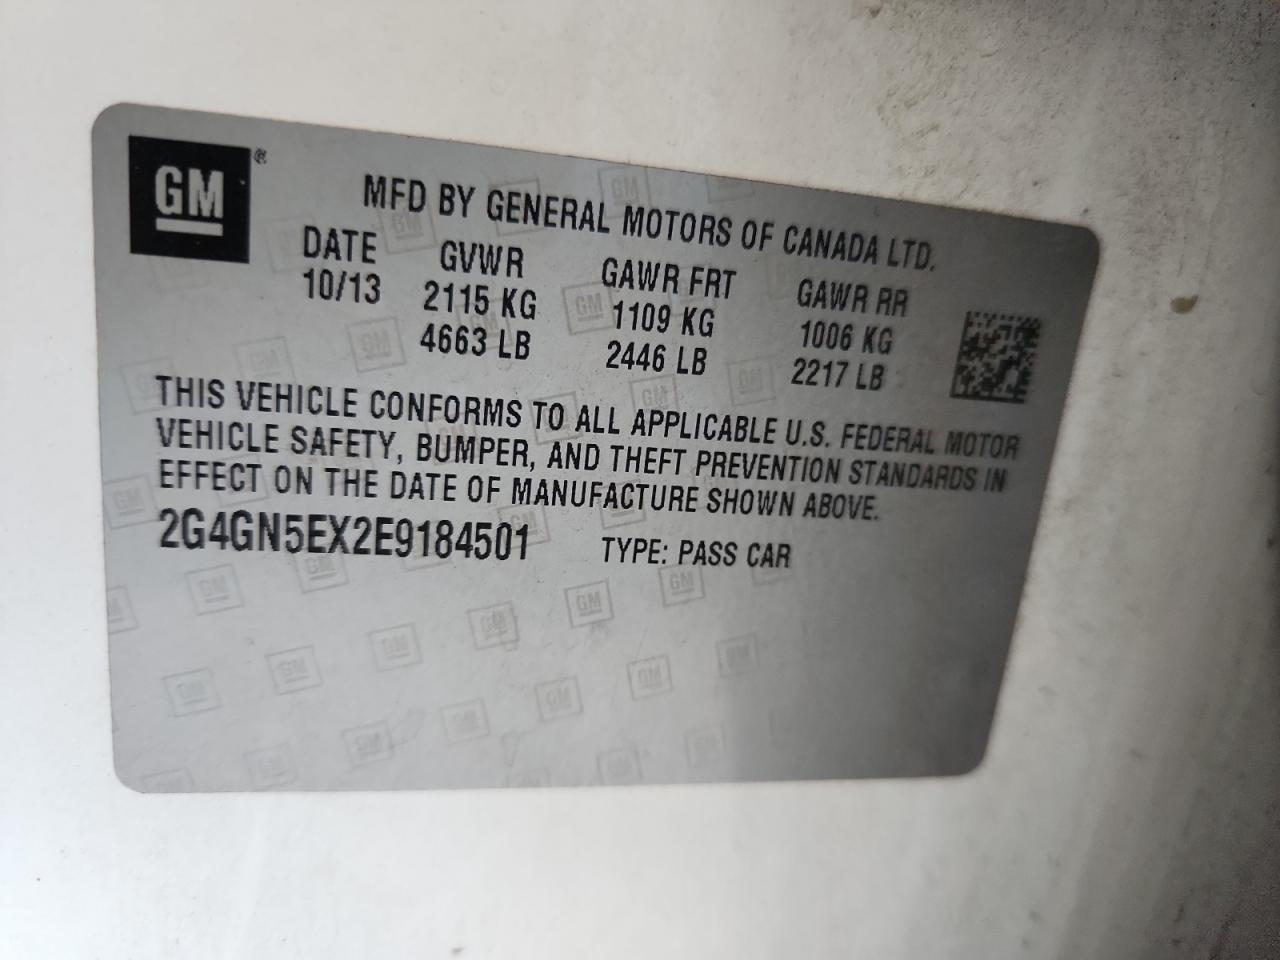 GM®
MFD BY GENERAL MOTORS OF CANADA LTD.
DATE GVWR GAWR FRT GAWR RR
10/13 2115 KG 1109 KG 1006 KG
4663 LB 2446 LB 2217 LB
THIS VEHICLE CONFORMS TO ALL APPLICABLE U.S. FEDERAL MOTOR
VEHICLE SAFETY, BUMPER, AND THEFT PREVENTION STANDARDS IN
EFFECT ON THE DATE OF MANUFACTURE SHOWN ABOVE.
2G4GN5EX2E9184501 TYPE: PASS CAR